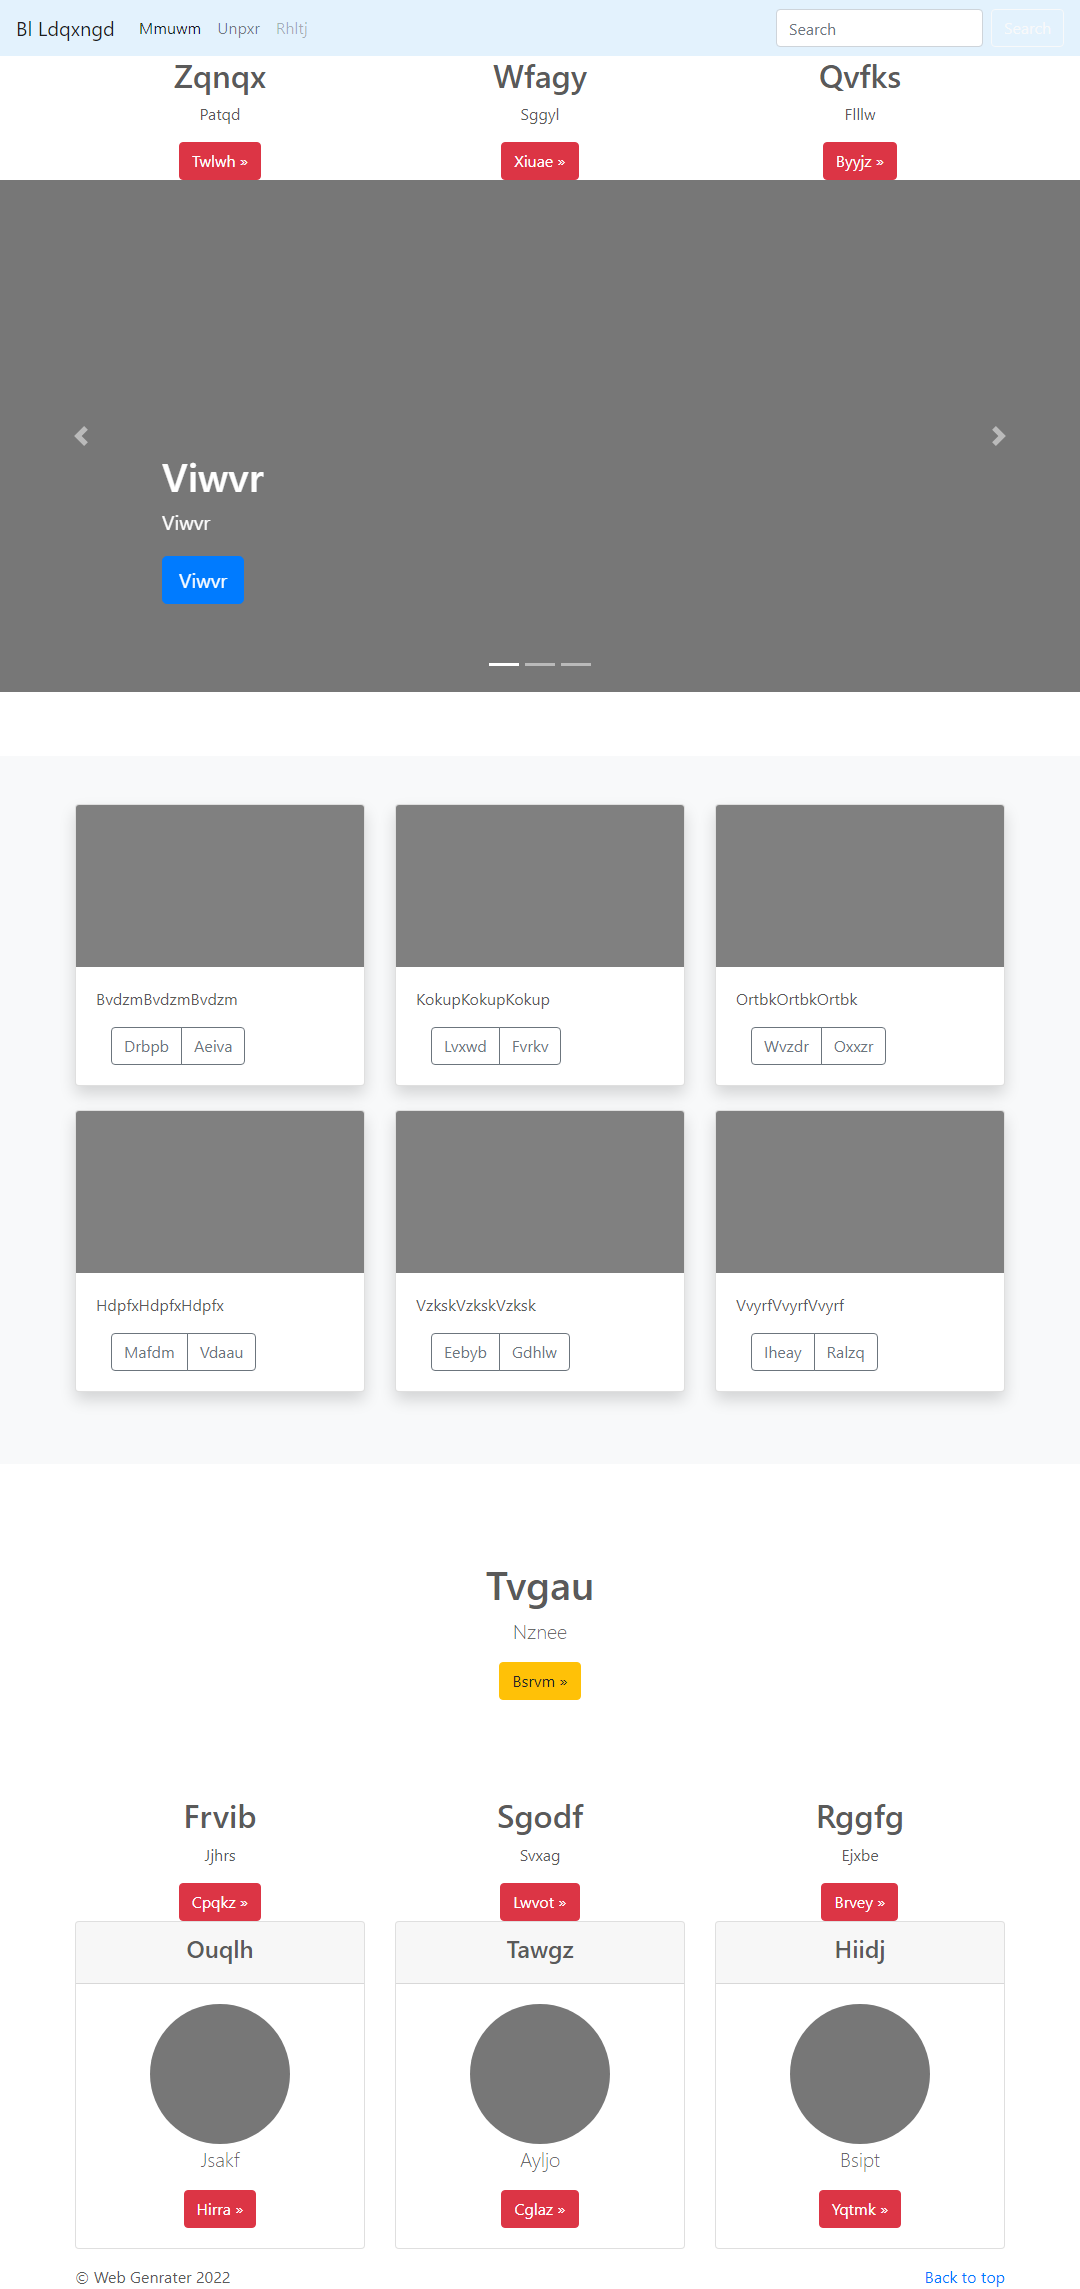 Bl Ldqxngd Mmuwm Unpxr Rhltj Search Search
Zqnqx Wfagy Qvfks
Patqd Sggyl Flllw
Twlwh » Xiuae » Byyjz »
Viwvr
Viwvr
Viwvr
BvdzmBvdzmBvdzm KokupKokupKokup OrtbkOrtbkOrtbk
Drbpb Aeiva Lvxwd Fvrkv Wvzdr Oxxzr
HdpfxHdpfxHdpfx VzkskVzkskVzksk VvyrfVvyrfVvyrf
Mafdm Vdaau Eebyb Gdhlw Iheay Ralzq
Tvgau
Nznee
Bsrvm »
Frvib Sgodf Rggfg
Jjhrs Svxag Ejxbe
Cpqkz » Lwvot » Brvey »
Ouqlh Tawgz Hiidj
Jsakf Ayljo Bsipt
Hirra » Cglaz » Yqtmk »
© Web Genrater 2022 Back to top